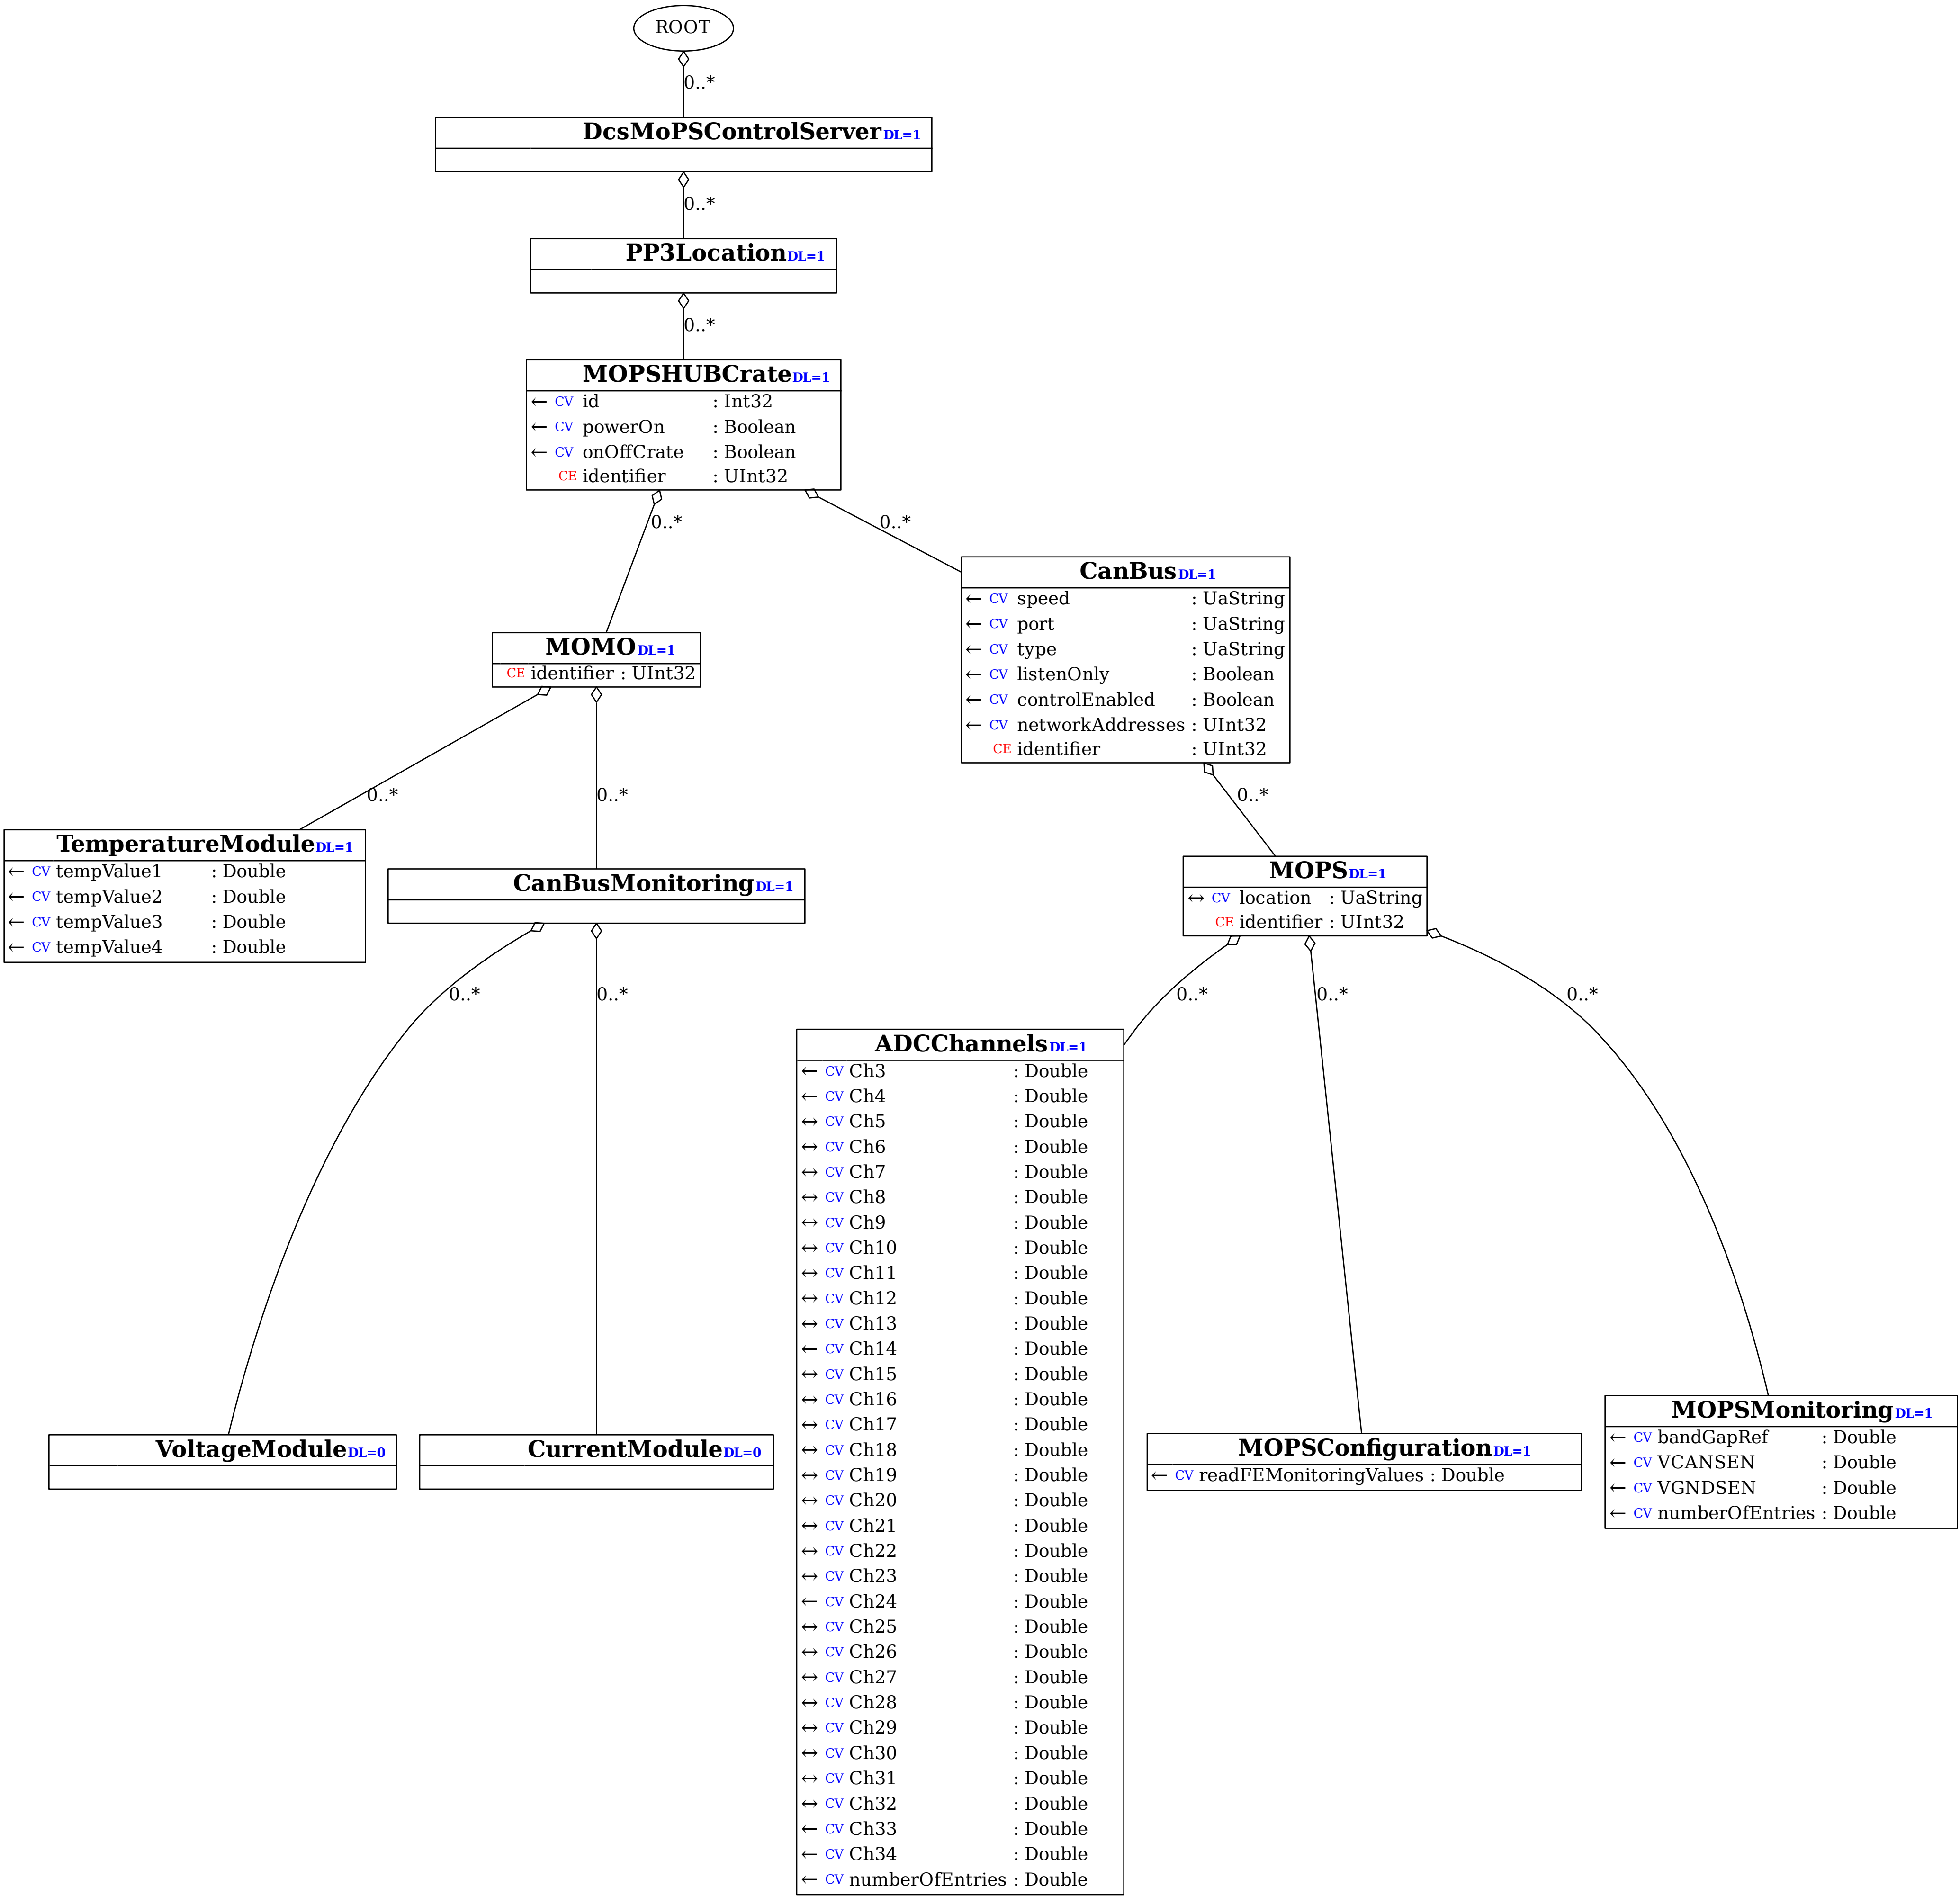 ROOT
0..*
DcsMoPSControlServerDL=1
0..*
PP3LocationDL=1
0..*
MOPSHUBCrateDL=1
← CV id : Int32
← CV powerOn : Boolean
← CV onOffCrate : Boolean
CE identifier : UInt32
0..*
0..*
CanBusDL=1
← CV speed : UaString
← CV port : UaString
← CV type : UaString
← CV listenOnly : Boolean
← CV controlEnabled : Boolean
← CV networkAddresses : UInt32
CE identifier : UInt32
MOMODL=1
CE identifier : UInt32
0..*
0..*
0..*
TemperatureModuleDL=1
← CV tempValue1 : Double
← CV tempValue2 : Double
← CV tempValue3 : Double
← CV tempValue4 : Double
CanBusMonitoringDL=1
MOPSDL=1
↔ CV location : UaString
CE identifier : UInt32
0..*
0..*
0..*
0..*
0..*
ADCChannelsDL=1
← CV Ch3 : Double
← CV Ch4 : Double
↔ CV Ch5 : Double
↔ CV Ch6 : Double
↔ CV Ch7 : Double
↔ CV Ch8 : Double
↔ CV Ch9 : Double
↔ CV Ch10 : Double
↔ CV Ch11 : Double
↔ CV Ch12 : Double
↔ CV Ch13 : Double
← CV Ch14 : Double
↔ CV Ch15 : Double
↔ CV Ch16 : Double
↔ CV Ch17 : Double
↔ CV Ch18 : Double
↔ CV Ch19 : Double
↔ CV Ch20 : Double
↔ CV Ch21 : Double
↔ CV Ch22 : Double
↔ CV Ch23 : Double
← CV Ch24 : Double
↔ CV Ch25 : Double
↔ CV Ch26 : Double
↔ CV Ch27 : Double
↔ CV Ch28 : Double
↔ CV Ch29 : Double
↔ CV Ch30 : Double
↔ CV Ch31 : Double
↔ CV Ch32 : Double
← CV Ch33 : Double
← CV Ch34 : Double
← CV numberOfEntries : Double
VoltageModuleDL=0
CurrentModuleDL=0
MOPSConfigurationDL=1
← CV readFEMonitoringValues : Double
MOPSMonitoringDL=1
← CV bandGapRef : Double
← CV VCANSEN : Double
← CV VGNDSEN : Double
← CV numberOfEntries : Double